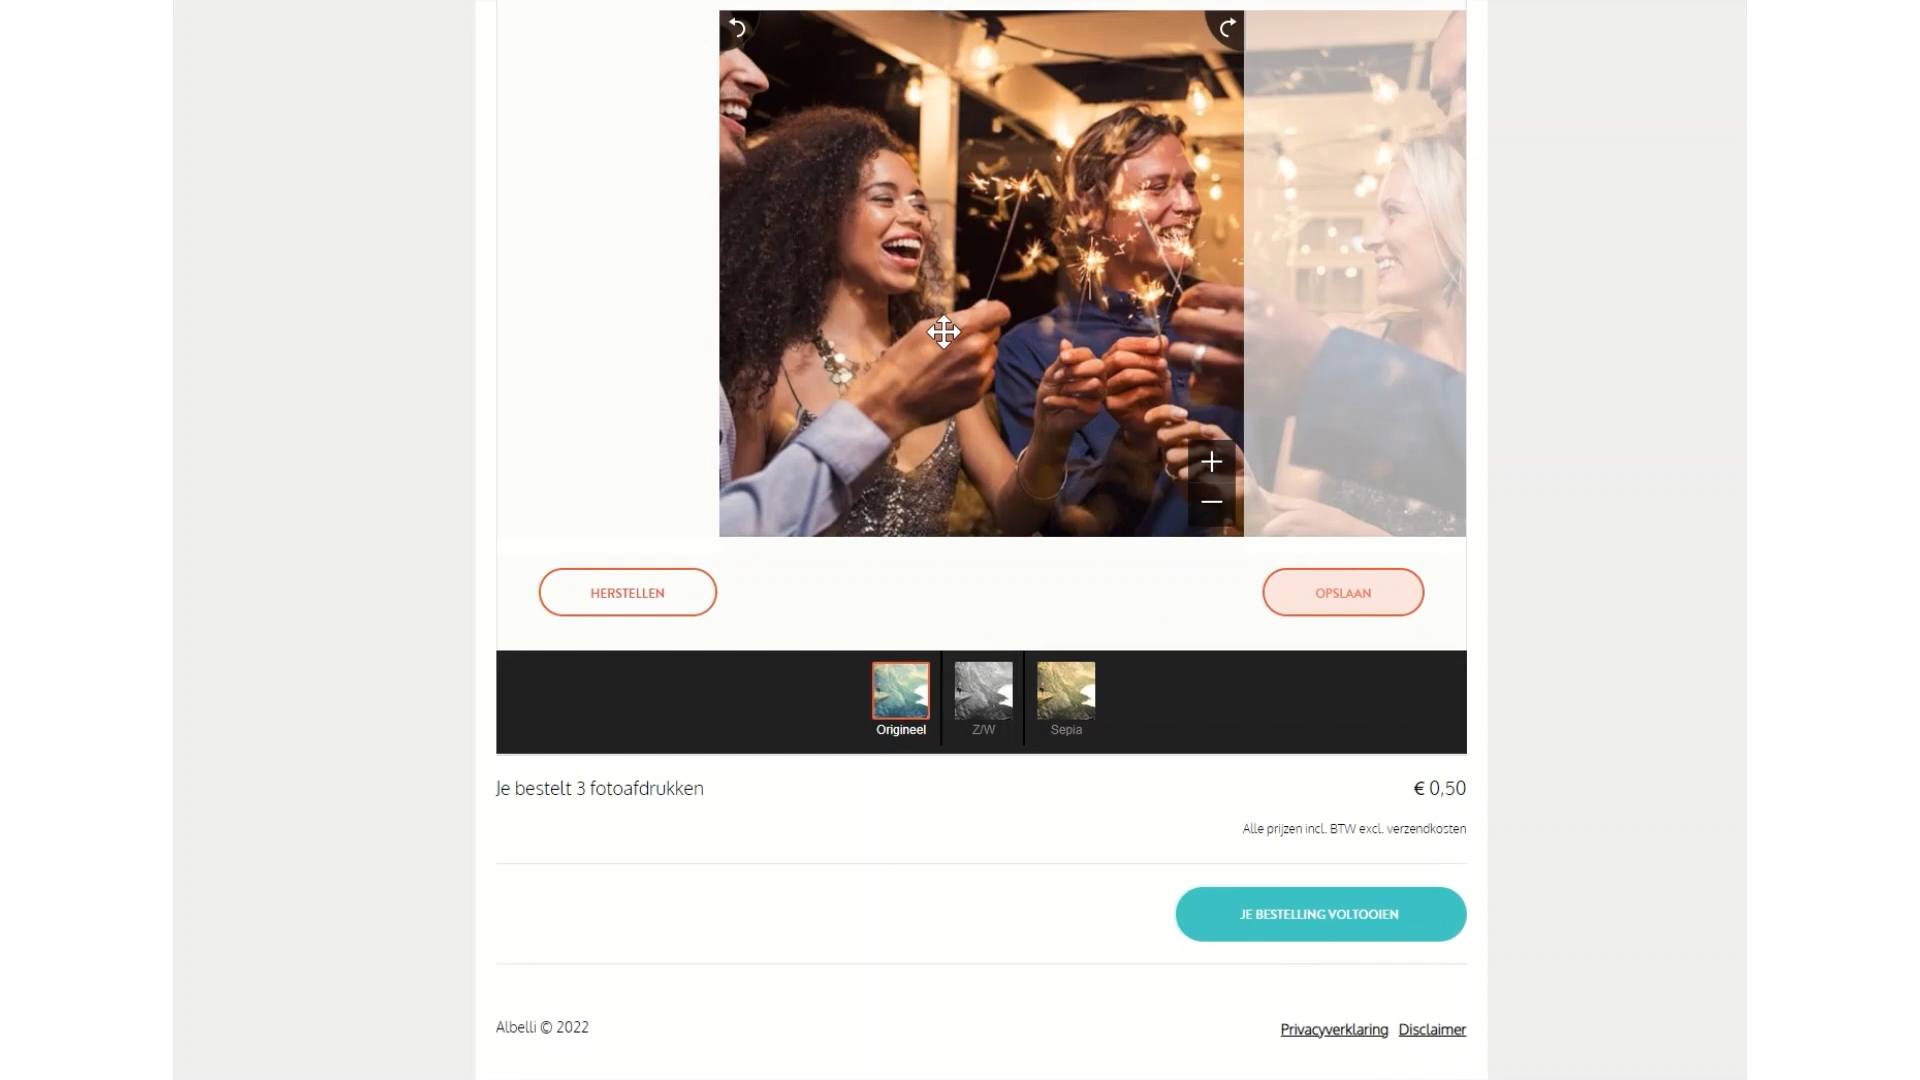 HERSTELLEN
OPSLAAN
Origineel
Z/W
Sepia
Je bestelt 3 fotoafdrukken
€ 0,50
Alle prijzen incl. BTW excl. verzendkosten
JE BESTELLING VOLTOOIEN
Albelli © 2022
Privacyverklaring Disclaimer